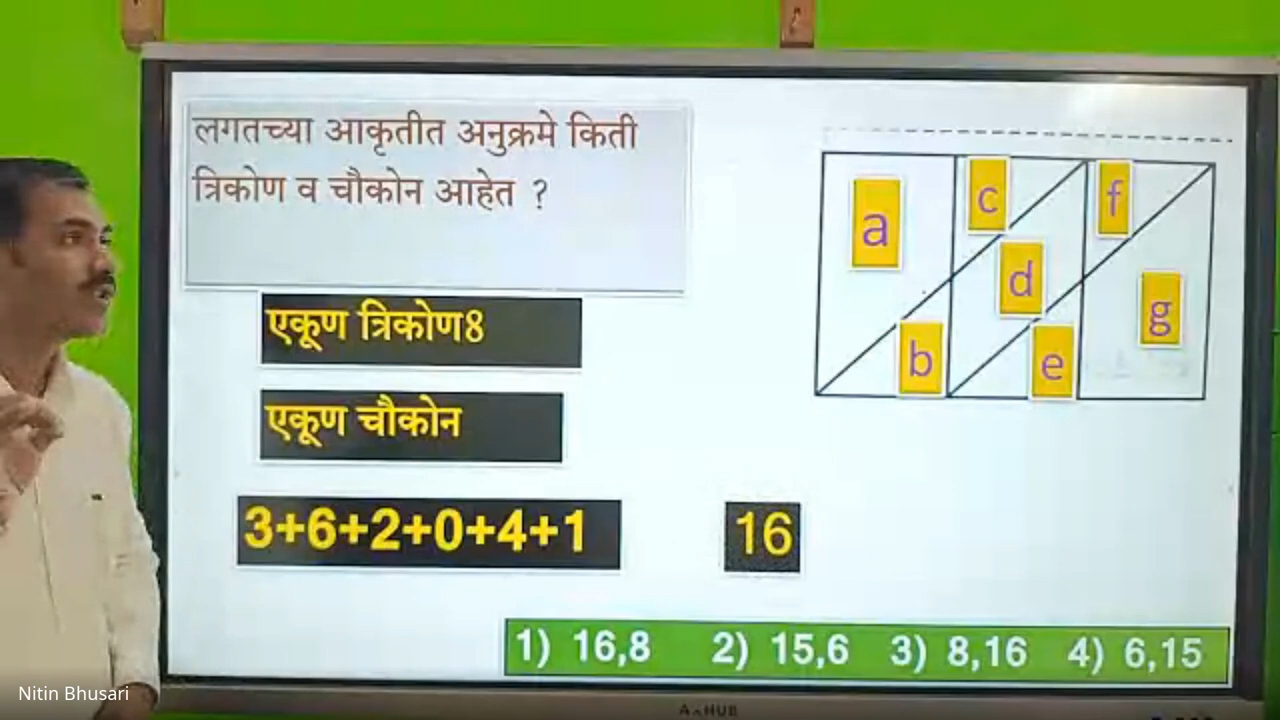 लगतच्या आकृतीत अनुक्रमे किती
त्रिकोण व चौकोन आहेत ?
एकूण त्रिकोण8
एकूण चौकोन
3+6+2+0+4+1
16
a
c
f
d
g
b
e
1) 16,8 2) 15,6 3) 8,16 4) 6,15
Nitin Bhusari